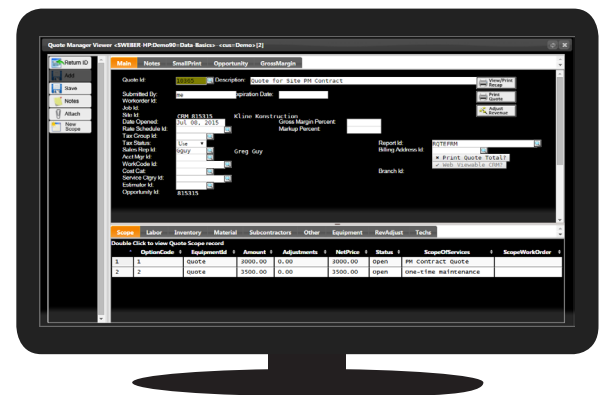 Quote Manager Viewer <SWEBER-HP:Demo90=Data-Basics> <cus=Demo> [2]
Return ID
Add
Save
Notes
Attach
New Scope
Main Notes SmallPrint Opportunity GrossMargin
Quote Id: 10365 Description: Quote for Site PM Contract
View/Print Recap
Submitted By: me xpiration Date:
Print Quote
Workorder Id:
Job Id:
Adjust Revenue
Site Id: CRM 815315 Kline Construction
Date Opened: Jul 08, 2015 Gross Margin Percent:
Rate Schedule Id: Markup Percent:
Tax Group Id:
Tax Status: Use Report Id: RQTEFRM
Sales Rep Id: Gguy Greg Guy Billing Address Id:
Acct Mgr Id: × Print Quote Total?
WorkCode Id: ✓ Web Viewable CRM?
Cost Cat: Branch Id:
Service Ctgry Id:
Estimator Id:
Opportunity Id: 815315
Scope Labor Inventory Material Subcontractors Other Equipment RevAdjust Techs
Double Click to view Quote Scope record
OptionCode EquipmentId Amount Adjustments NetPrice Status ScopeOfServices ScopeWorkOrder
1 1 Quote 3000.00 0.00 3000.00 Open PM Contract Quote
2 2 Quote 3500.00 0.00 3500.00 Open One-time maintenance